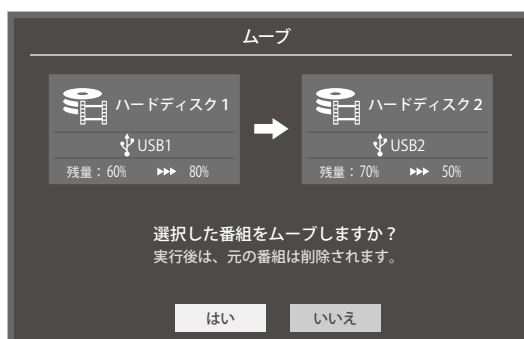 ムーブ
ハードディスク1
USB1
残量：60% ▸▸▸ 80%
ハードディスク2
USB2
残量：70% ▸▸▸ 50%
選択した番組をムーブしますか？
実行後は、元の番組は削除されます。
はい
いいえ